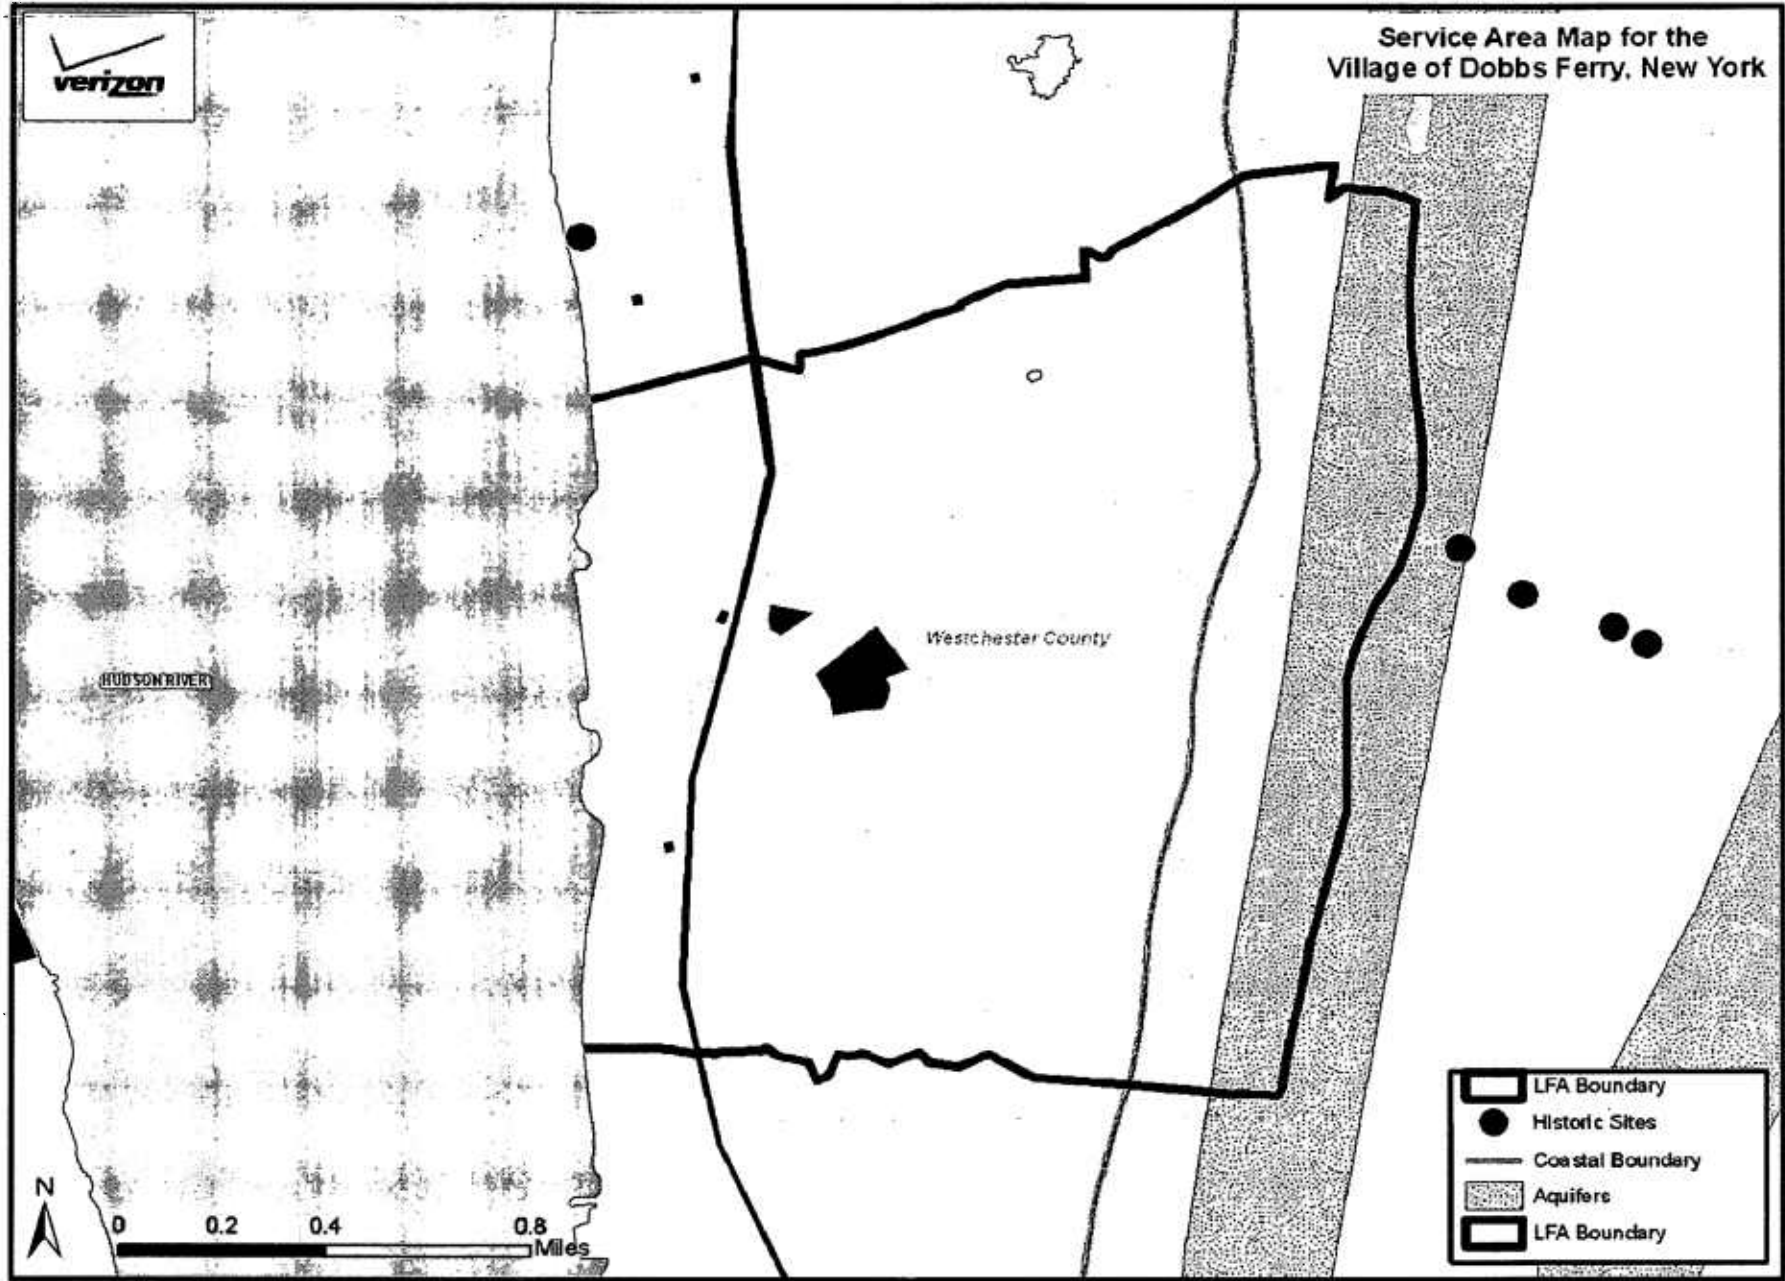 verizon
Service Area Map for the
Village of Dobbs Ferry, New York
Westchester County
HUDSON RIVER
N
0 0.2 0.4 0.8
Miles
LFA Boundary
Historic Sites
Coastal Boundary
Aquifers
LFA Boundary